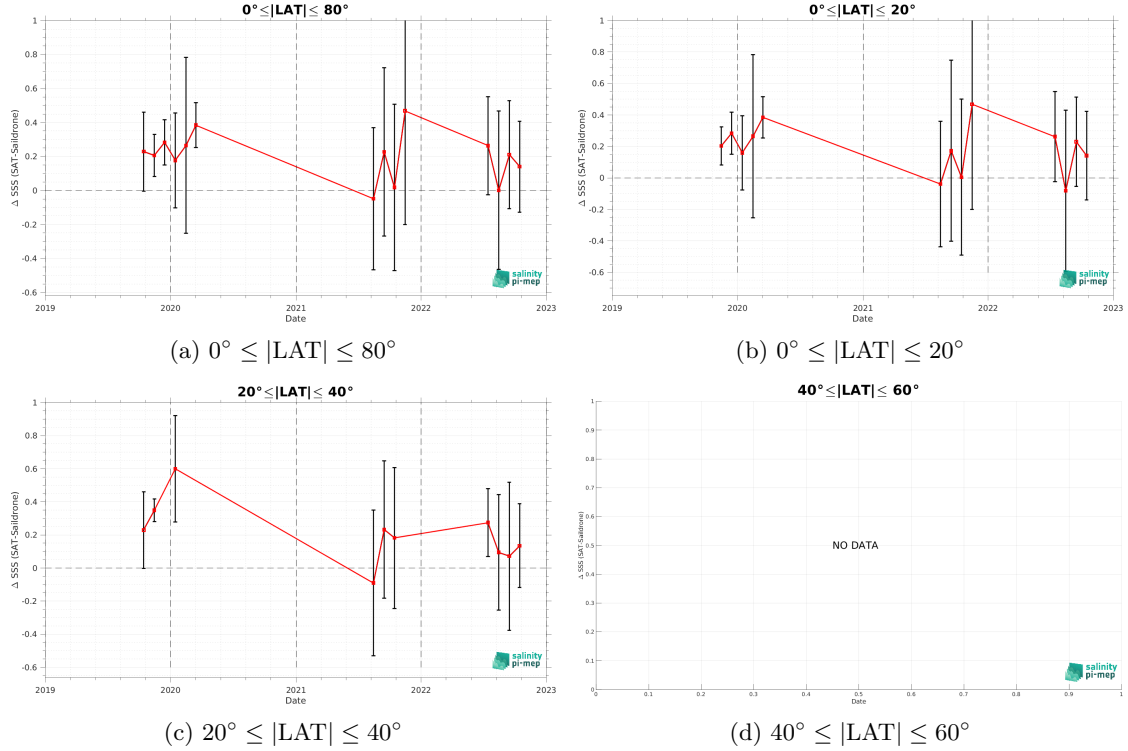 0°≤|LAT|≤ 80°
1
0.8
0.6
0.4
0.2
0
-0.2
-0.4
-0.6
Δ SSS (SAT-Saildrone)
2019
2020
2021
2022
2023
Date
salinity
pi-mep
(a) 0° ≤ |LAT| ≤ 80°
0°≤|LAT|≤ 20°
1
0.8
0.6
0.4
0.2
0
-0.2
-0.4
-0.6
Δ SSS (SAT-Saildrone)
2019
2020
2021
2022
2023
Date
salinity
pi-mep
(b) 0° ≤ |LAT| ≤ 20°
20°≤|LAT|≤ 40°
1
0.8
0.6
0.4
0.2
0
-0.2
-0.4
-0.6
Δ SSS (SAT-Saildrone)
2019
2020
2021
2022
2023
Date
salinity
pi-mep
(c) 20° ≤ |LAT| ≤ 40°
40°≤|LAT|≤ 60°
1
0.9
0.8
0.7
0.6
0.5
0.4
0.3
0.2
0.1
0
Δ SSS (SAT-Saildrone)
NO DATA
0
0.1
0.2
0.3
0.4
0.5
0.6
0.7
0.8
0.9
1
Date
salinity
pi-mep
(d) 40° ≤ |LAT| ≤ 60°